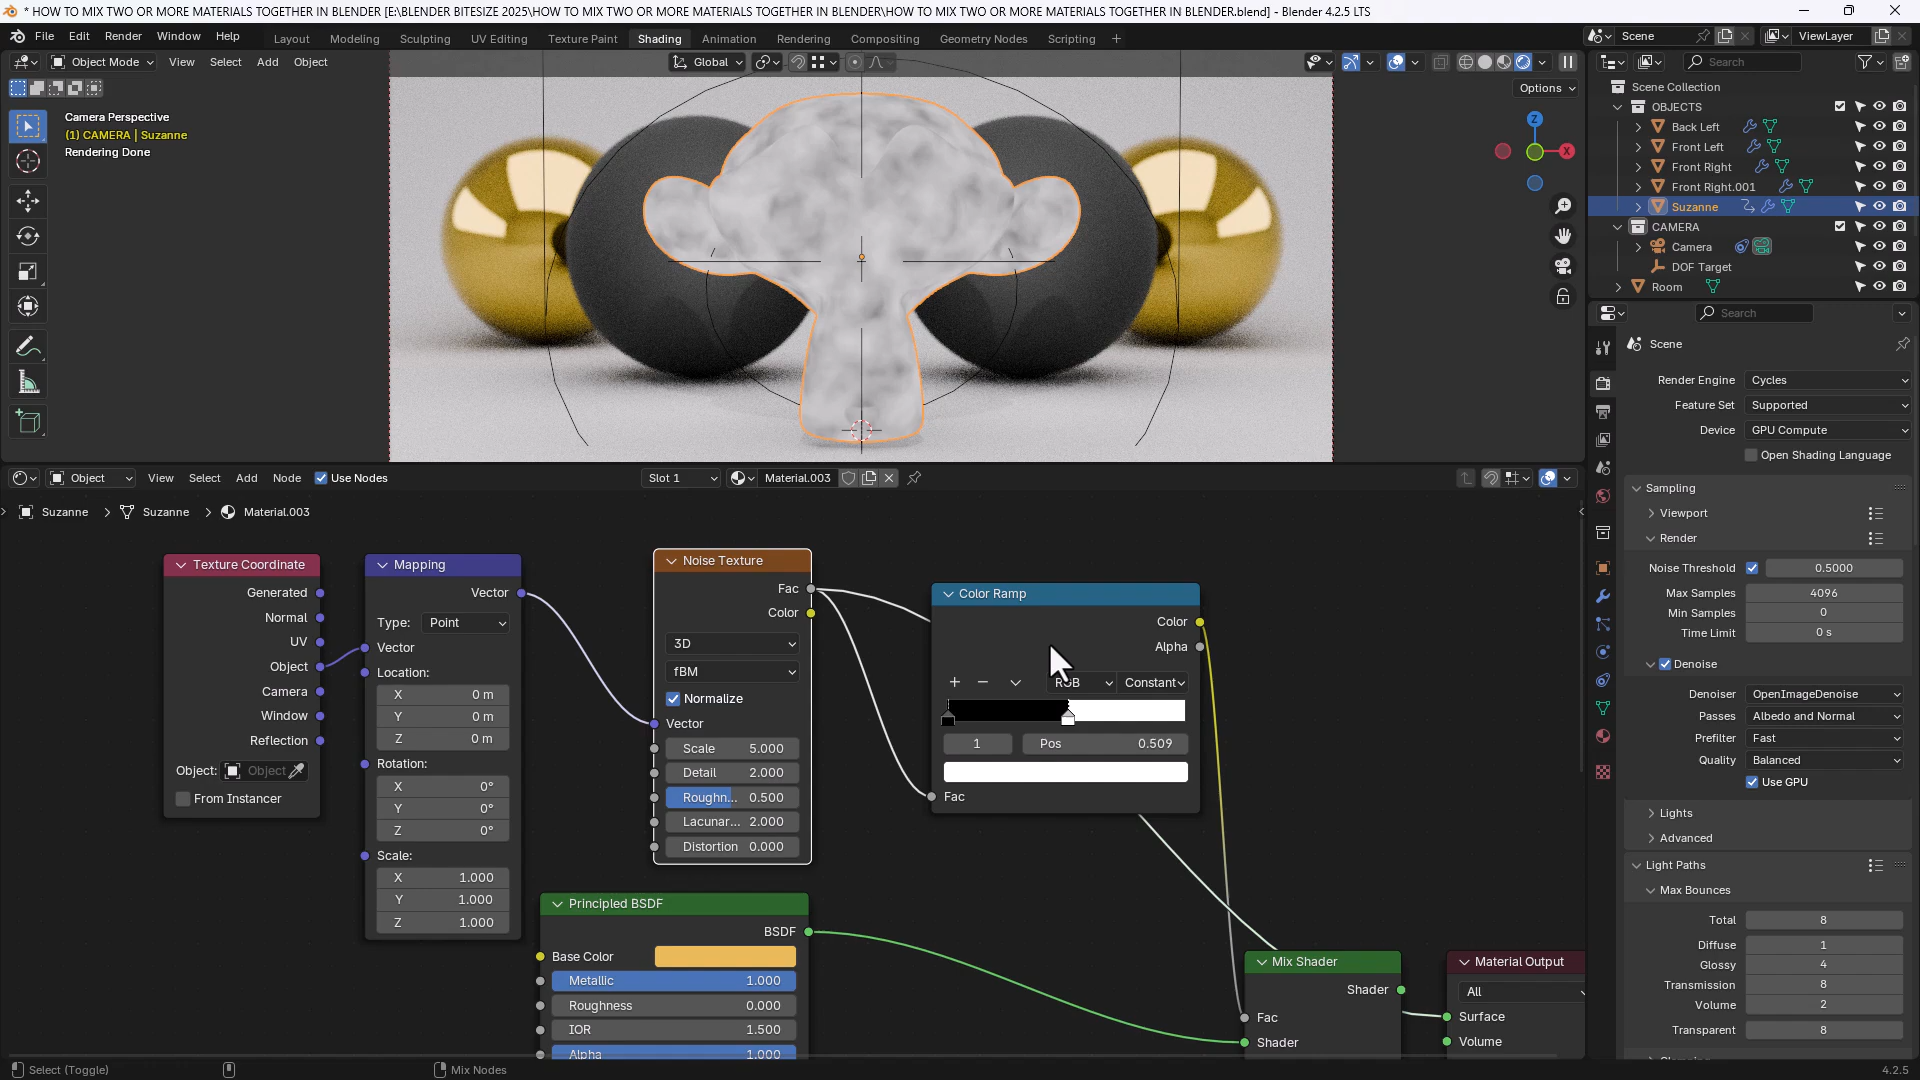 * HOW TO MIX TWO OR MORE MATERIALS TOGETHER IN BLENDER [E:\BLENDER BITESIZE 2025\HOW TO MIX TWO OR MORE MATERIALS TOGETHER IN BLENDER\HOW TO MIX TWO OR MORE MATERIALS TOGETHER IN BLENDER.blend] - Blender 4.2.5 LTS
File Edit Render Window Help Layout Modeling Sculpting UV Editing Texture Paint Shading Animation Rendering Compositing Geometry Nodes Scripting + Scene ViewLayer
Object Mode View Select Add Object Global Search
Options
Camera Perspective
(1) CAMERA | Suzanne
Rendering Done
Z
X
Scene Collection
OBJECTS
Back Left
Front Left
Front Right
Front Right.001
Suzanne
CAMERA
Camera
DOF Target
Room
Search
Scene
Render Engine Cycles
Feature Set Supported
Device GPU Compute
Open Shading Language
Sampling
Viewport
Render
Noise Threshold 0.5000
Max Samples 4096
Min Samples 0
Time Limit 0 s
Denoise
Denoiser OpenImageDenoise
Passes Albedo and Normal
Prefilter Fast
Quality Balanced
Use GPU
Lights
Advanced
Light Paths
Max Bounces
Total 8
Diffuse 1
Glossy 4
Transmission 8
Volume 2
Transparent 8
Object View Select Add Node Use Nodes Slot 1 Material.003
Suzanne Suzanne Material.003
Texture Coordinate
Generated
Normal
UV
Object
Camera
Window
Reflection
Object: Object
From Instancer
Mapping
Vector
Type: Point
Vector
Location:
X 0 m
Y 0 m
Z 0 m
Rotation:
X 0°
Y 0°
Z 0°
Scale:
X 1.000
Y 1.000
Z 1.000
Noise Texture
Fac
Color
3D
fBM
Normalize
Vector
Scale 5.000
Detail 2.000
Roughn... 0.500
Lacunar... 2.000
Distortion 0.000
Color Ramp
Color
Alpha
Constant
1 Pos 0.509
Fac
Principled BSDF
BSDF
Base Color
Metallic 1.000
Roughness 0.000
IOR 1.500
Alpha 1.000
Mix Shader
Shader
Fac
Shader
Material Output
All
Surface
Volume
Select (Toggle) Mix Nodes 4.2.5